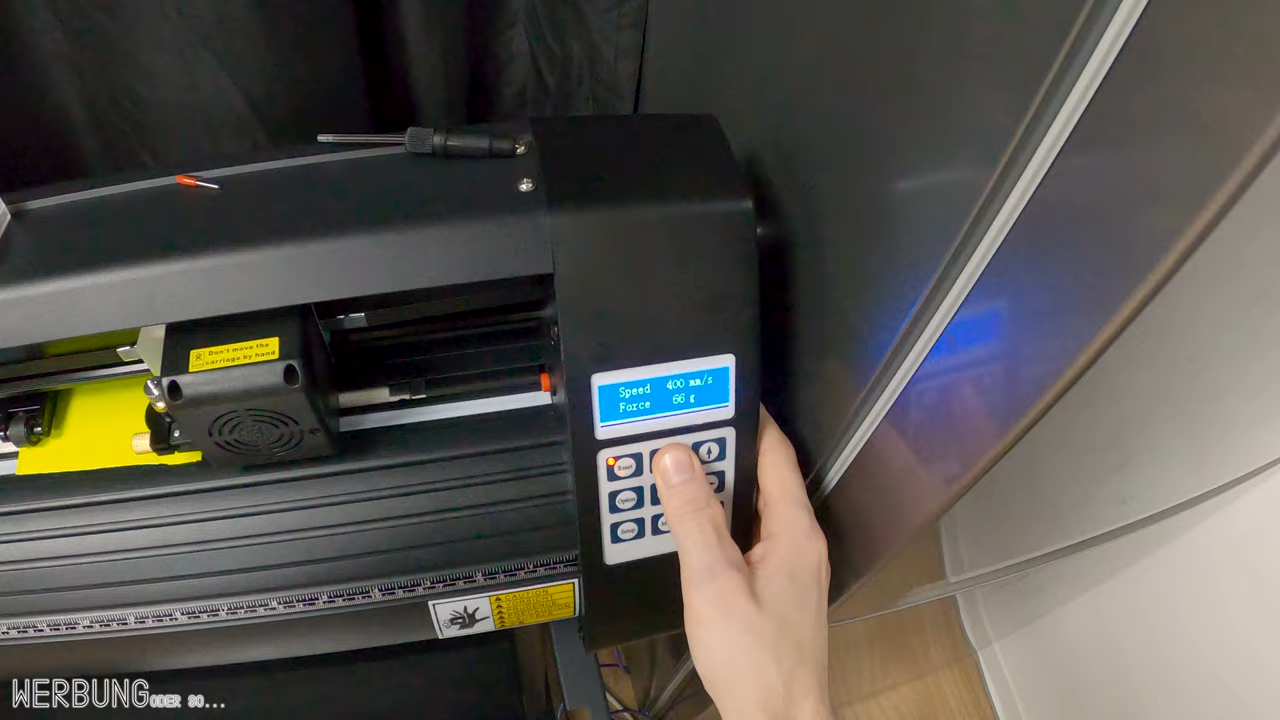 Don't move the
carriage by hand
Speed 400 mm/s
Force 66 g
Reset
Option
Setup
CAUTION
WERBUNG ODER SO...